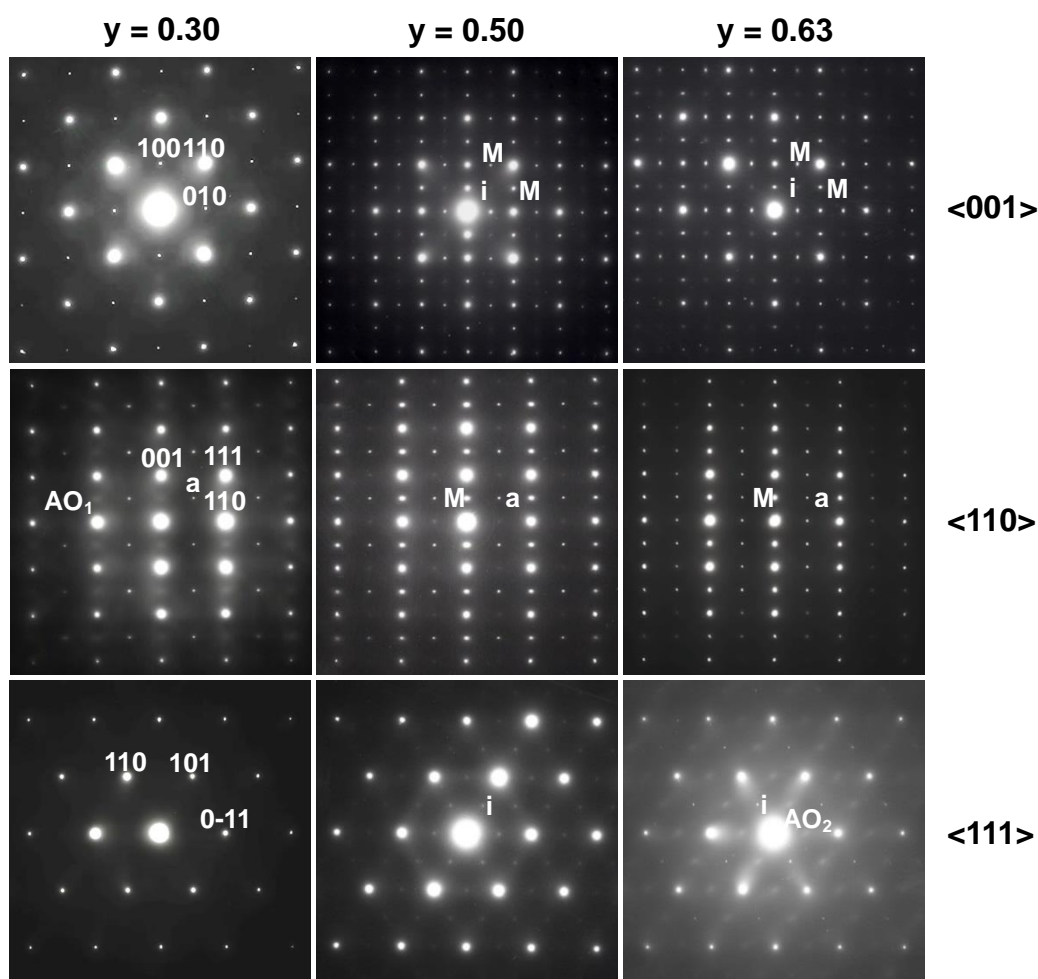 y = 0.30 y = 0.50 y = 0.63
100 110
010
M
i M
M
i M
<001>
001 111
a
AO₁ 110
M a
M a
<110>
110 101
0-11
i
i
AO₂
<111>